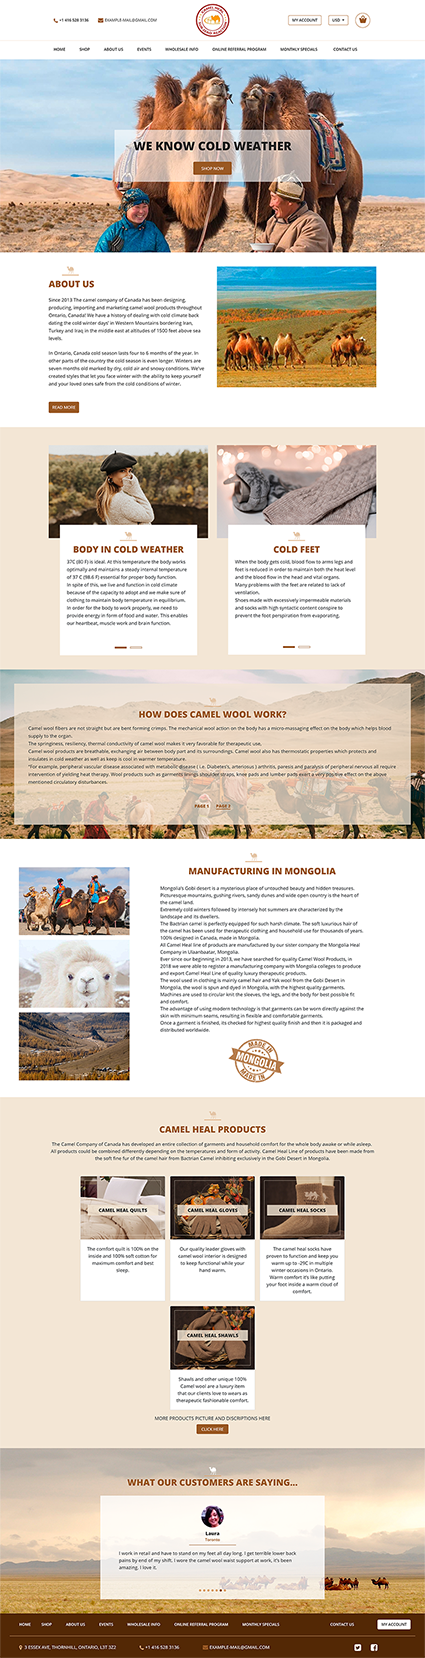 +1 416 528 3136
EXAMPLE-MAIL@GMAIL.COM
CAMEL HEAL
MY ACCOUNT
USD
HOME
SHOP
ABOUT US
EVENTS
WHOLESALE INFO
ONLINE REFERRAL PROGRAM
MONTHLY SPECIALS
CONTACT US
WE KNOW COLD WEATHER
SHOP NOW
ABOUT US
Since 2013 The camel company of Canada has been designing,
producing, importing and marketing camel wool products throughout
Ontario, Canada! We have a history of dealing with cold climate back
dating the cold winter days' in Western Mountains bordering Iran,
Turkey and Iraq in the middle east at altitudes of 1500 feet above sea
levels.
In Ontario, Canada cold season lasts four to 6 months of the year. In
other parts of the country the cold season is even longer. Winters are
seven months old marked by dry, cold air and snowy conditions. We've
created styles that let you face winter with the ability to keep yourself
and your loved ones safe from the cold conditions of winter.
READ MORE
BODY IN COLD WEATHER
37C (80 F) is ideal. At this temperature the body works
optimally and maintains a steady internal temperature
of 37 C (98.6 F) essential for proper body function.
In spite of this, we live and function in cold climate
because of the capacity to adopt and we make sure of
clothing to maintain body temperature in equilibrium.
In order for the body to work properly, we need to
provide energy in form of food and water. This enables
our heartbeat, muscle work and brain function.
COLD FEET
When the body gets cold, blood flow to arms legs and
feet is reduced in order to maintain both the heat level
and the blood flow in the head and vital organs.
Many problems with the feet are related to lack of
ventilation.
Shoes made with excessively impermeable materials
and socks with high syntactic content conspire to
prevent the foot perspiration from evaporating.
HOW DOES CAMEL WOOL WORK?
Camel wool fibers are not straight but are bent forming crimps. The mechanical wool action on the body has a micro-massaging effect on the body which helps blood
supply to the organ.
The springiness, resiliency, thermal conductivity of camel wool makes it very favorable for therapeutic use,
Camel wool products are breathable, exchanging air between body part and its surroundings. Camel wool also has thermostatic properties which protects and
insulates in cold weather as well as keep is cool in warmer temperature.
"For example, peripheral vascular disease associated with metabolic disease ( i.e. Diabetes's, arteriosus ) arthritis, paresis and paralysis of peripheral nervous all require
intervention of yielding heat therapy. Wool products such as garments brings shoulder straps, knee pads and lumber pads exert a very positive effect on the above
mentioned circulatory disturbances.
PAGE 1
PAGE 2
MANUFACTURING IN MONGOLIA
Mongolia's Gobi desert is a mysterious place of untouched beauty and hidden treasures.
Picturesque mountains, gushing rivers, sandy dunes and wide open country is the heart of
the camel land.
Extremely cold winters followed by intensely hot summers are characterized by the
landscape and its dwellers.
The Bactrian camel is perfectly equipped for such harsh climate. The soft luxurious hair of
the camel has been used for therapeutic clothing and household use for thousands of years.
100% designed in Canada, made in Mongolia.
All Camel Heal line of products are manufactured by our sister company the Mongolia Heal
Company in Ulaanbaatar, Mongolia.
Ever since our beginning in 2013, we have searched for quality Camel Wool Products, in
2018 we were able to register a manufacturing company with Mongolia colleges to produce
and export Camel Heal Line of quality luxury therapeutic products.
The wool used in clothing is mainly camel hair and Yak wool from the Gobi Desert in
Mongolia, the wool is spun and dyed in Mongolia, with the highest quality garments.
Machines are used to circular knit the sleeves, the legs, and the body for best possible fit
and comfort.
The advantage of using modern technology is that garments can be worn directly against the
skin with minimum seams, resulting in flexible and comfortable garments.
Once a garment is finished, its checked for highest quality finish and then it is packaged and
distributed worldwide.
MADE IN
MONGOLIA
MADE IN
CAMEL HEAL PRODUCTS
The Camel Company of Canada has developed an entire collection of garments and household comfort for the whole body awake or while asleep.
All products could be combined differently depending on the temperatures and form of activity. Camel Heal Line of products have been made from
the soft fine fur of the camel hair from Bactrian Camel inhibiting exclusively in the Gobi Desert in Mongolia.
CAMEL HEAL QUILTS
The comfort quilt is 100% on the
inside and 100% soft cotton for
maximum comfort and best
sleep.
CAMEL HEAL GLOVES
Our quality leader gloves with
camel wool interior is designed
to keep functional while your
hand warm.
CAMEL HEAL SOCKS
The camel heal socks have
proven to function and keep you
warm up to -29C in multiple
winter occasions in Ontario.
Warm comfort it's like putting
your foot inside a warm cloud of
comfort.
CAMEL HEAL SHAWLS
Shawls and other unique 100%
Camel wool are a luxury item
that our clients love to wears as
therapeutic fashionable comfort.
MORE PRODUCTS PICTURE AND DISCRIPTIONS HERE
CLICK HERE
WHAT OUR CUSTOMERS ARE SAYING...
Laura
Toronto
I work in retail and have to stand on my feet all day long. I get terrible lower back
pains by end of my shift. I wore the camel wool waist support at work, it's been
amazing. I love it.
HOME
SHOP
ABOUT US
EVENTS
WHOLESALE INFO
ONLINE REFERRAL PROGRAM
MONTHLY SPECIALS
CONTACT US
MY ACCOUNT
3 ESSEX AVE, THORNHILL, ONTARIO, L3T 3Z2
+1 416 528 3136
EXAMPLE-MAIL@GMAIL.COM